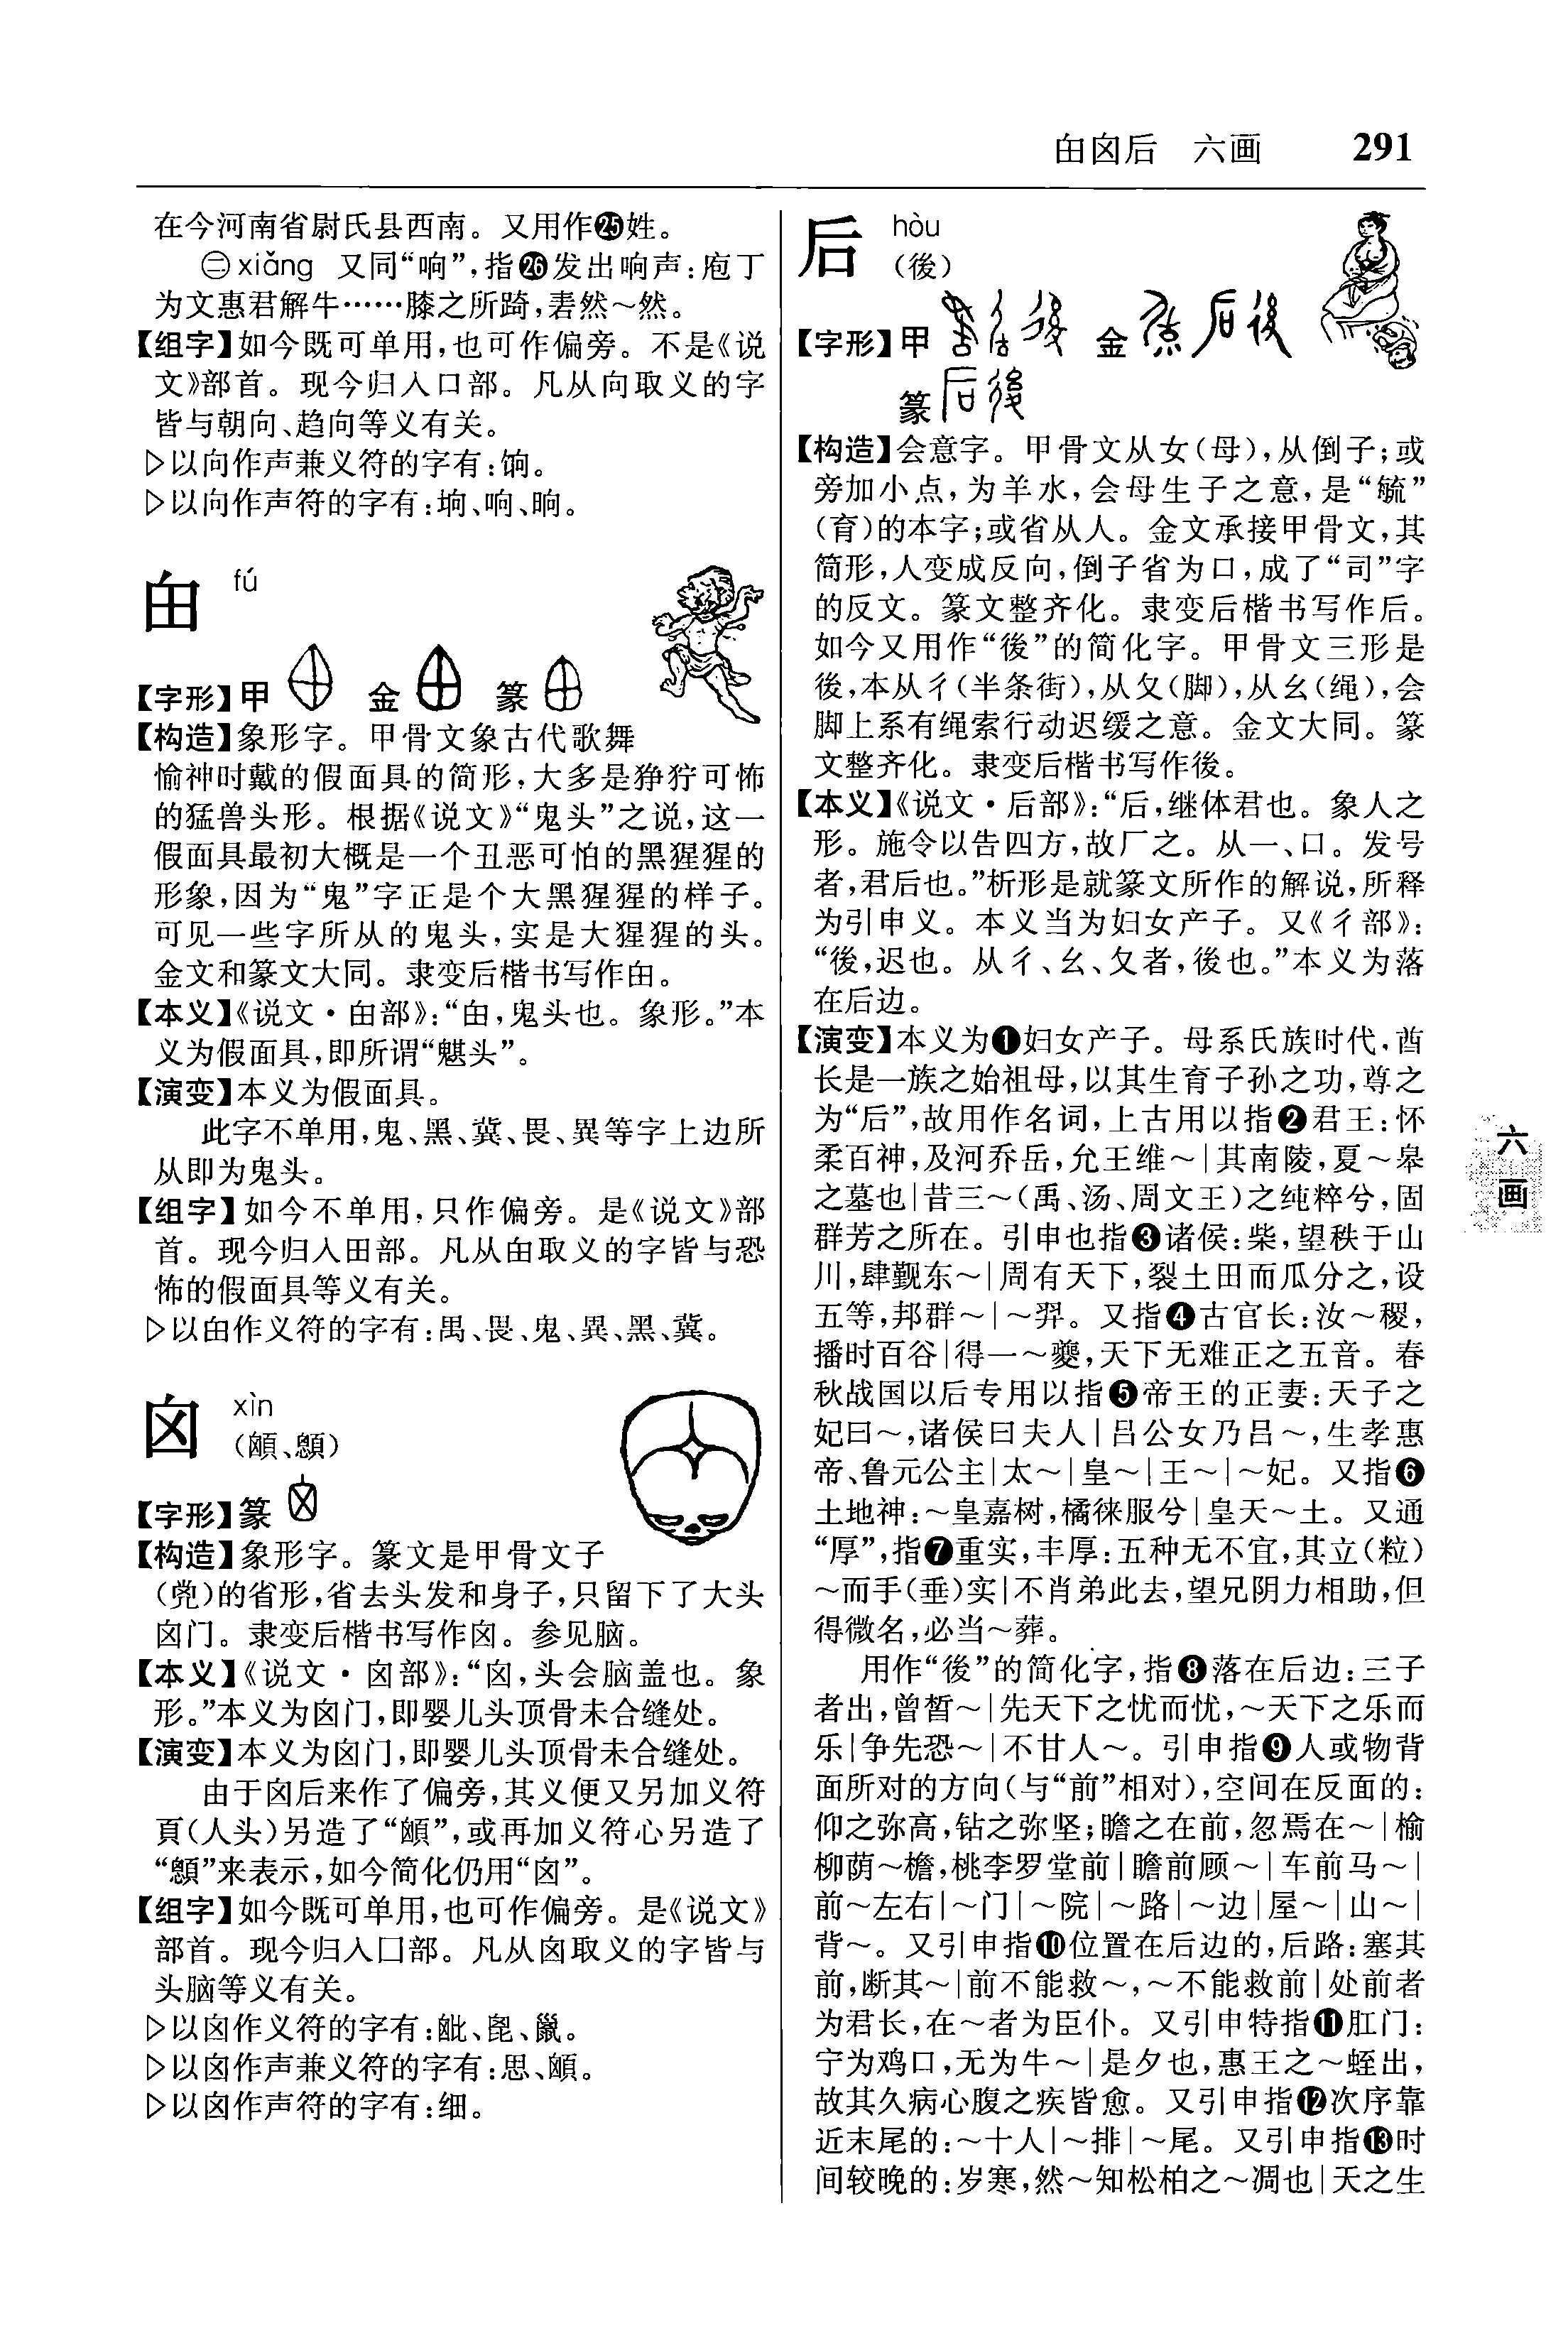 甶囟后　六画　291
在今河南省尉氏县西南。又用作㉕姓。
㊁xiǎng　又同“响”，指㉖发出响声：庖丁
为文惠君解牛……膝之所踦，砉然～然。
【组字】如今既可单用，也可作偏旁。不是《说
文》部首。现今归入口部。凡从向取义的字
皆与朝向、趋向等义有关。
▷以向作声兼义符的字有：饷。
▷以向作声符的字有：垧、响、晌。
甶　fú
【字形】甲　金　篆
【构造】象形字。甲骨文象古代歌舞
愉神时戴的假面具的简形，大多是狰狞可怖
的猛兽头形。根据《说文》“鬼头”之说，这一
假面具最初大概是一个丑恶可怕的黑猩猩的
形象，因为“鬼”字正是个大黑猩猩的样子。
可见一些字所从的鬼头，实是大猩猩的头。
金文和篆文大同。隶变后楷书写作甶。
【本义】《说文·甶部》：“甶，鬼头也。象形。”本
义为假面具，即所谓“魌头”。
【演变】本义为假面具。
此字不单用，鬼、黑、冀、畏、異等字上边所
从即为鬼头。
【组字】如今不单用，只作偏旁。是《说文》部
首。现今归入田部。凡从甶取义的字皆与恐
怖的假面具等义有关。
▷以甶作义符的字有：禺、畏、鬼、異、黑、冀。
囟　xìn
（顖、𩕄）
【字形】篆
【构造】象形字。篆文是甲骨文子
（㐫）的省形，省去头发和身子，只留下了大头
囟门。隶变后楷书写作囟。参见脑。
【本义】《说文·囟部》：“囟，头会脑盖也。象
形。”本义为囟门，即婴儿头顶骨未合缝处。
【演变】本义为囟门，即婴儿头顶骨未合缝处。
由于囟后来作了偏旁，其义便又另加义符
頁（人头）另造了“𩕄”，或再加义符心另造了
“顖”来表示，如今简化仍用“囟”。
【组字】如今既可单用，也可作偏旁。是《说文》
部首。现今归入囗部。凡从囟取义的字皆与
头脑等义有关。
▷以囟作义符的字有：毗、毸、鼠。
▷以囟作声兼义符的字有：思、𩕄。
▷以囟作声符的字有：细。
后　hòu
（後）
【字形】甲　金
篆
【构造】会意字。甲骨文从女（母），从倒子；或
旁加小点，为羊水，会母生子之意，是“毓”
（育）的本字；或省从人。金文承接甲骨文，其
简形，人变成反向，倒子省为口，成了“司”字
的反文。篆文整齐化。隶变后楷书写作后。
如今又用作“後”的简化字。甲骨文三形是
後，本从彳（半条街），从夂（脚），从幺（绳），会
脚上系有绳索行动迟缓之意。金文大同。篆
文整齐化。隶变后楷书写作後。
【本义】《说文·后部》：“后，继体君也。象人之
形。施令以告四方，故厂之。从一、口。发号
者，君后也。”析形是就篆文所作的解说，所释
为引申义。本义当为妇女产子。又《彳部》：
“後，迟也。从彳、幺、夂者，後也。”本义为落
在后边。
【演变】本义为❶妇女产子。母系氏族时代，酋
长是一族之始祖母，以其生育子孙之功，尊之
为“后”，故用作名词，上古用以指❷君王：怀
柔百神，及河乔岳，允王维～|其南陵，夏～皋
之墓也|昔三～（禹、汤、周文王）之纯粹兮，固
群芳之所在。引申也指❸诸侯：柴，望秩于山
川，肆觐东～|周有天下，裂土田而瓜分之，设
五等，邦群～|～羿。又指❹古官长：汝～稷，
播时百谷|得一～夔，天下无难正之五音。春
秋战国以后专用以指❺帝王的正妻：天子之
妃曰～，诸侯曰夫人|吕公女乃吕～，生孝惠
帝、鲁元公主|太～|皇～|王～|～妃。又指❻
土地神：～皇嘉树，橘徕服兮|皇天～土。又通
“厚”，指❼重实，丰厚：五种无不宜，其立（粒）
～而手（垂）实|不肖弟此去，望兄阴力相助，但
得微名，必当～葬。
用作“後”的简化字，指❽落在后边：三子
者出，曾皙～|先天下之忧而忧，～天下之乐而
乐|争先恐～|不甘人～。引申指❾人或物背
面所对的方向（与“前”相对），空间在反面的：
仰之弥高，钻之弥坚；瞻之在前，忽焉在～|榆
柳荫～檐，桃李罗堂前|瞻前顾～|车前马～|
前～左右|～门|～院|～路|～边|屋～|山～|
背～。又引申指❿位置在后边的，后路：塞其
前，断其～|前不能救～，～不能救前|处前者
为君长，在～者为臣仆。又引申特指⓫肛门：
宁为鸡口，无为牛～|是夕也，惠王之～蛭出，
故其久病心腹之疾皆愈。又引申指⓬次序靠
近末尾的：～十人|～排|～尾。又引申指⓭时
间较晚的：岁寒，然～知松柏之～凋也|天之生
六
画